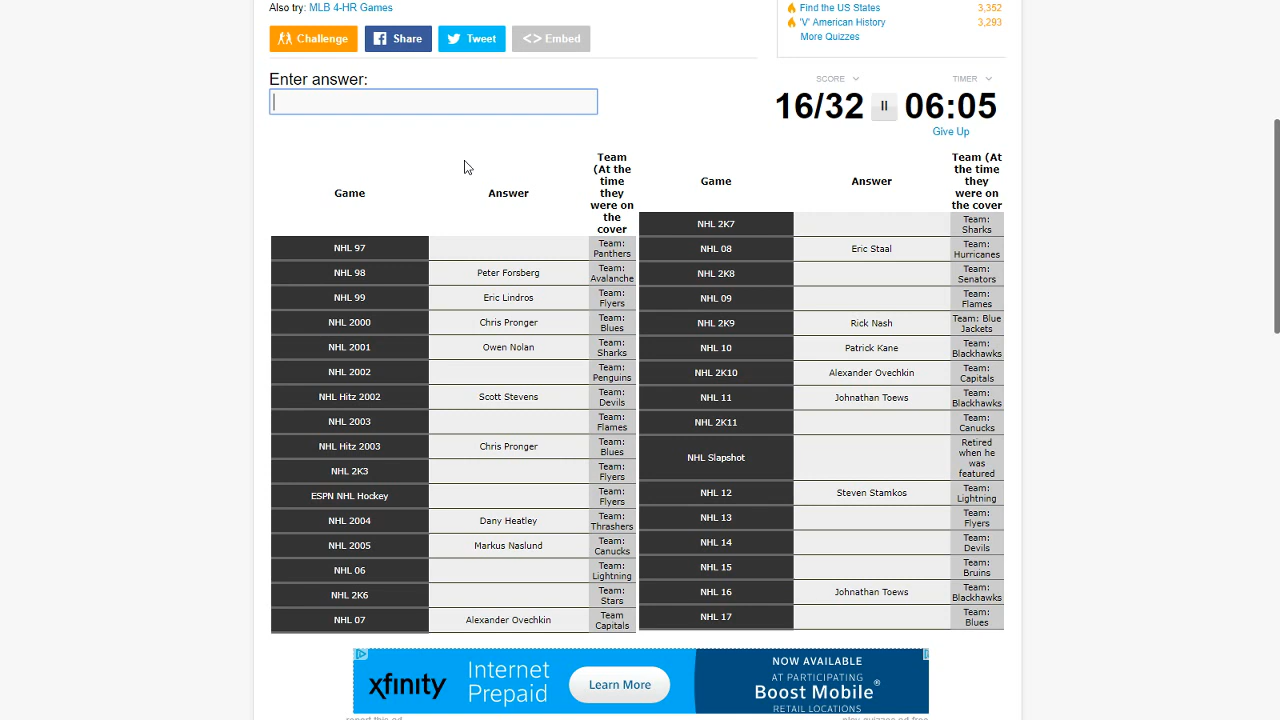 Also try: MLB 4-HR Games
Challenge
Share
Tweet
<> Embed
Find the US States 3,352
'V' American History 3,293
More Quizzes
Enter answer:
SCORE
TIMER
16/32
06:05
Give Up
Game Answer Team (At the time they were on the cover
NHL 97 Team: Panthers
NHL 98 Peter Forsberg Team: Avalanche
NHL 99 Eric Lindros Team: Flyers
NHL 2000 Chris Pronger Team: Blues
NHL 2001 Owen Nolan Team: Sharks
NHL 2002 Team: Penguins
NHL Hitz 2002 Scott Stevens Team: Devils
NHL 2003 Team: Flames
NHL Hitz 2003 Chris Pronger Team: Blues
NHL 2K3 Team: Flyers
ESPN NHL Hockey Team: Flyers
NHL 2004 Dany Heatley Team: Thrashers
NHL 2005 Markus Naslund Team: Canucks
NHL 06 Team: Lightning
NHL 2K6 Team: Stars
NHL 07 Alexander Ovechkin Team Capitals
Game Answer Team (At the time they were on the cover
NHL 2K7 Team: Sharks
NHL 08 Eric Staal Team: Hurricanes
NHL 2K8 Team: Senators
NHL 09 Team: Flames
NHL 2K9 Rick Nash Team: Blue Jackets
NHL 10 Patrick Kane Team: Blackhawks
NHL 2K10 Alexander Ovechkin Team: Capitals
NHL 11 Johnathan Toews Team: Blackhawks
NHL 2K11 Team: Canucks
NHL Slapshot Retired when he was featured
NHL 12 Steven Stamkos Team: Lightning
NHL 13 Team: Flyers
NHL 14 Team: Devils
NHL 15 Team: Bruins
NHL 16 Johnathan Toews Team: Blackhawks
NHL 17 Team: Blues
xfinity
Internet
Prepaid
Learn More
NOW AVAILABLE
AT PARTICIPATING
Boost Mobile®
RETAIL LOCATIONS
report this ad
play quizzes ad free